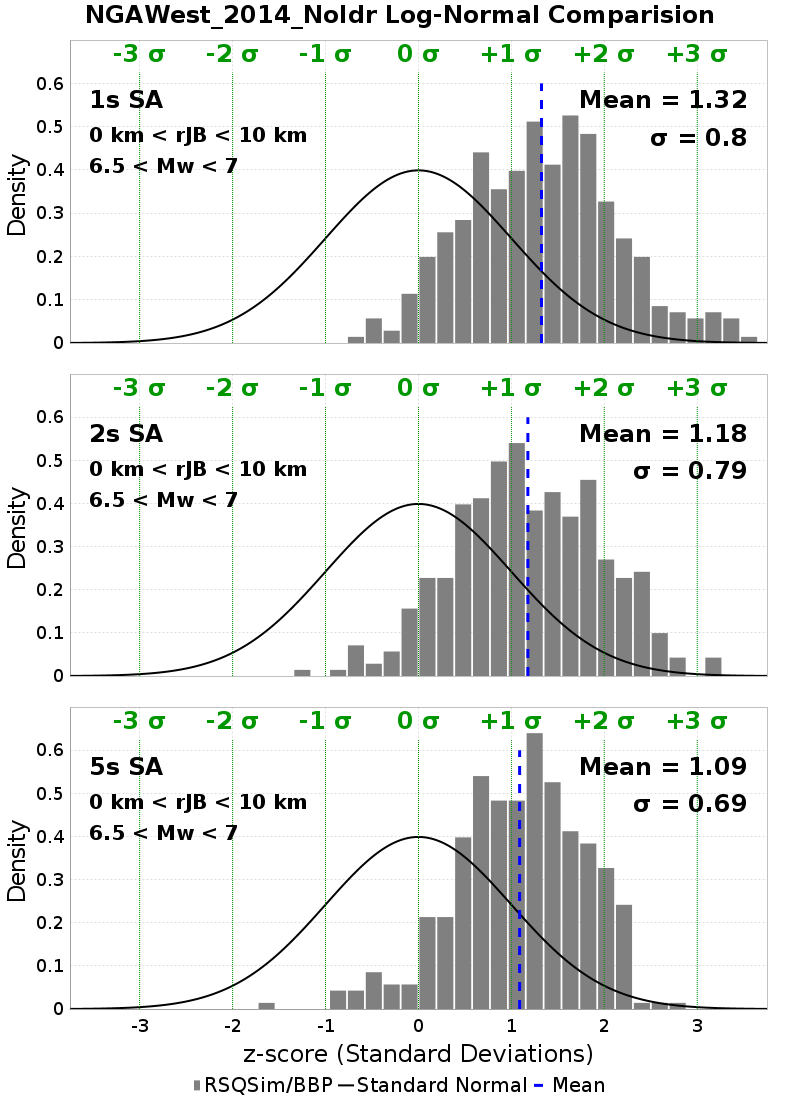 NGAWest_2014_NoIdr Log-Normal Comparision
-3 σ -2 σ -1 σ 0 σ +1 σ +2 σ +3 σ
1s SA
0 km < rJB < 10 km
6.5 < Mw < 7
Mean = 1.32
σ = 0.8
Density
0.6
0.5
0.4
0.3
0.2
0.1
0
-3 σ -2 σ -1 σ 0 σ +1 σ +2 σ +3 σ
2s SA
0 km < rJB < 10 km
6.5 < Mw < 7
Mean = 1.18
σ = 0.79
Density
0.6
0.5
0.4
0.3
0.2
0.1
0
-3 σ -2 σ -1 σ 0 σ +1 σ +2 σ +3 σ
5s SA
0 km < rJB < 10 km
6.5 < Mw < 7
Mean = 1.09
σ = 0.69
Density
0.6
0.5
0.4
0.3
0.2
0.1
0
-3 -2 -1 0 1 2 3
z-score (Standard Deviations)
RSQSim/BBP Standard Normal Mean